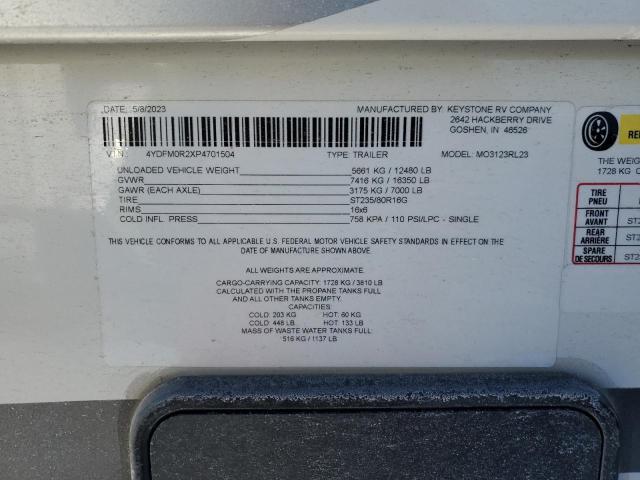 DATE: 5/8/2023 MANUFACTURED BY: KEYSTONE RV COMPANY
2642 HACKBERRY DRIVE
GOSHEN, IN 46526
V.I.N.: 4YDFM0R2XP4701504 TYPE: TRAILER MODEL: MO3123RL23
UNLOADED VEHICLE WEIGHT 5661 KG / 12480 LB
GVWR 7416 KG / 16350 LB
GAWR (EACH AXLE) 3175 KG / 7000 LB
TIRE ST235/80R16G
RIMS 16x6
COLD INFL. PRESS 758 KPA / 110 PSI/LPC - SINGLE
THIS VEHICLE CONFORMS TO ALL APPLICABLE U.S. FEDERAL MOTOR VEHICLE SAFETY STANDARDS IN EFFECT ON THE
DATE OF MANUFACTURE SHOWN ABOVE.
ALL WEIGHTS ARE APPROXIMATE.
CARGO-CARRYING CAPACITY: 1728 KG / 3810 LB
CALCULATED WITH THE PROPANE TANKS FULL
AND ALL OTHER TANKS EMPTY.
CAPACITIES:
COLD: 203 KG HOT: 60 KG
COLD: 448 LB HOT: 133 LB
MASS OF WASTE WATER TANKS FULL:
516 KG / 1137 LB
THE WEIG
1728 KG
TIRE
PNEU
FRONT
AVANT
REAR
ARRIÈRE
SPARE
DE SECOURS
ST2
ST2
ST23